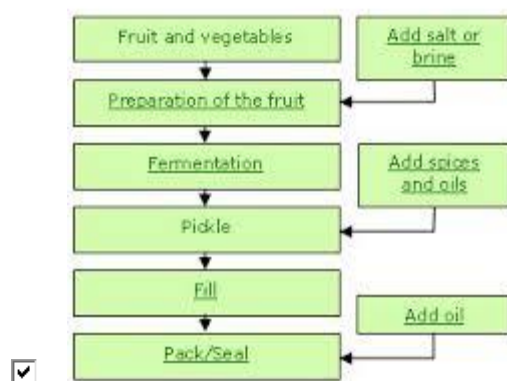 Fruit and vegetables
Add salt or
brine
Preparation of the fruit
Fermentation
Add spices
and oils
Pickle
Fill
Add oil
Pack/Seal